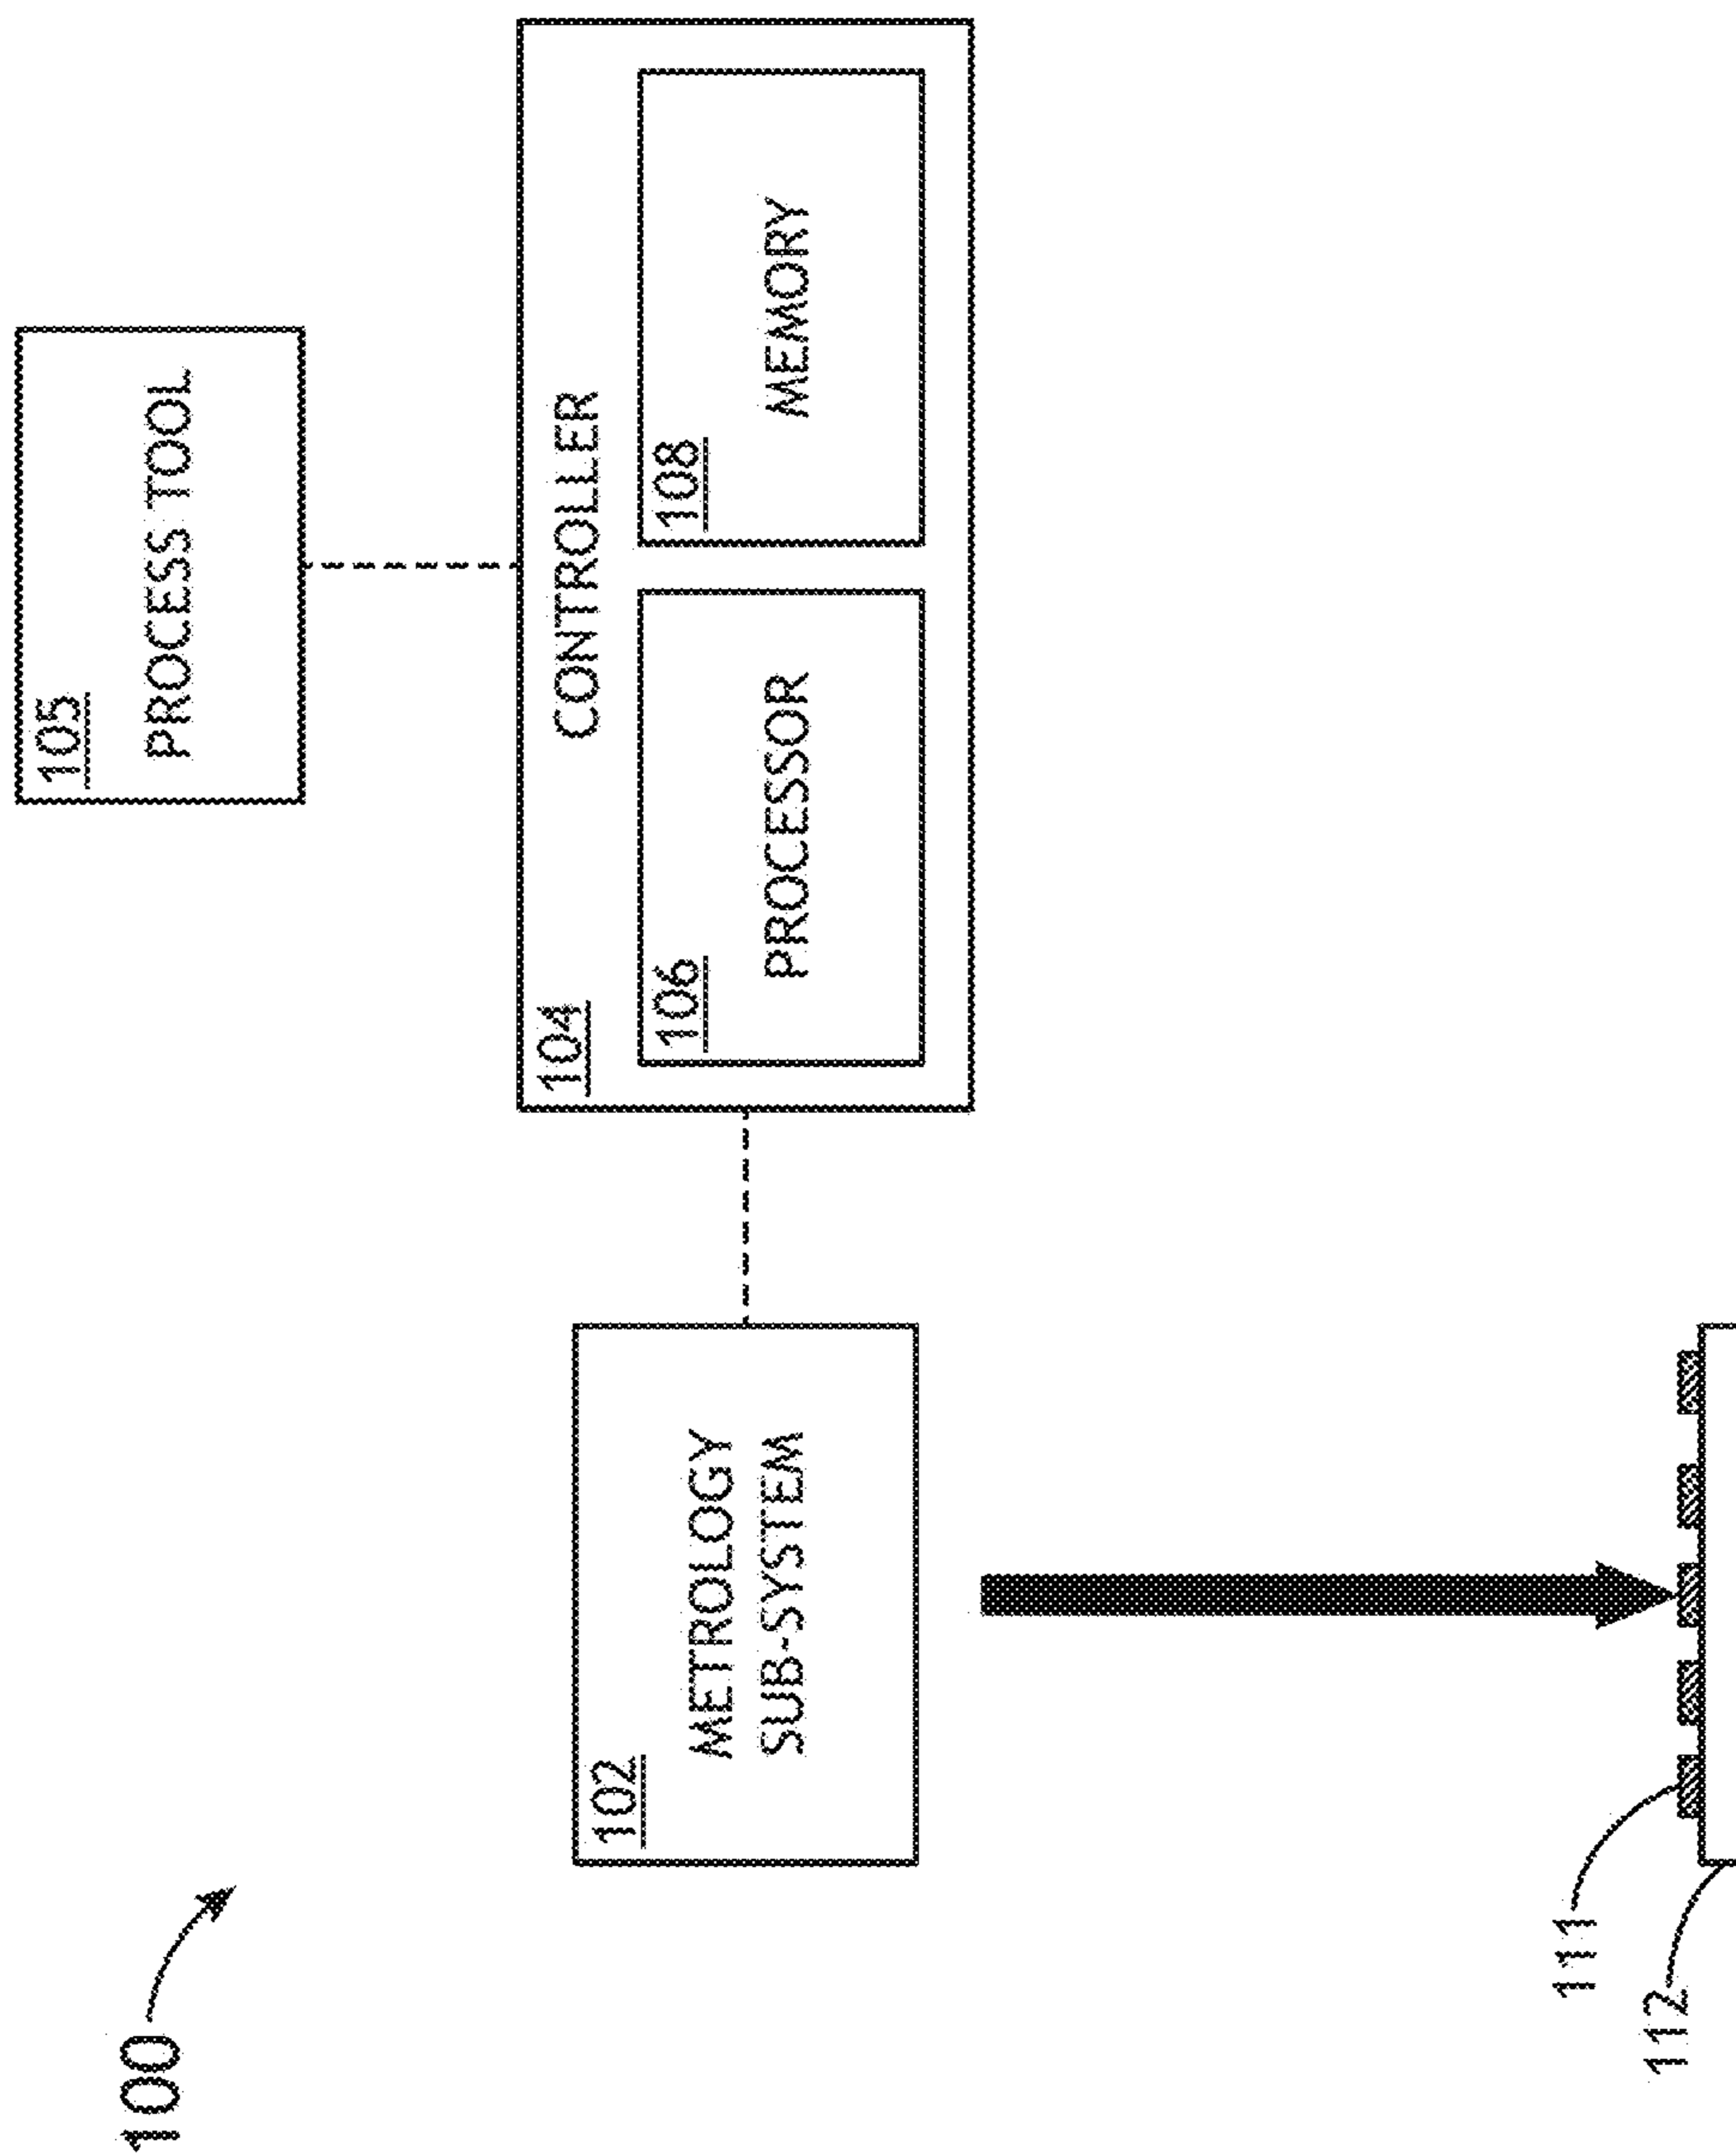 100
105
PROCESS TOOL
104
CONTROLLER
106
PROCESSOR
108
MEMORY
102
METROLOGY
SUB-SYSTEM
111
112